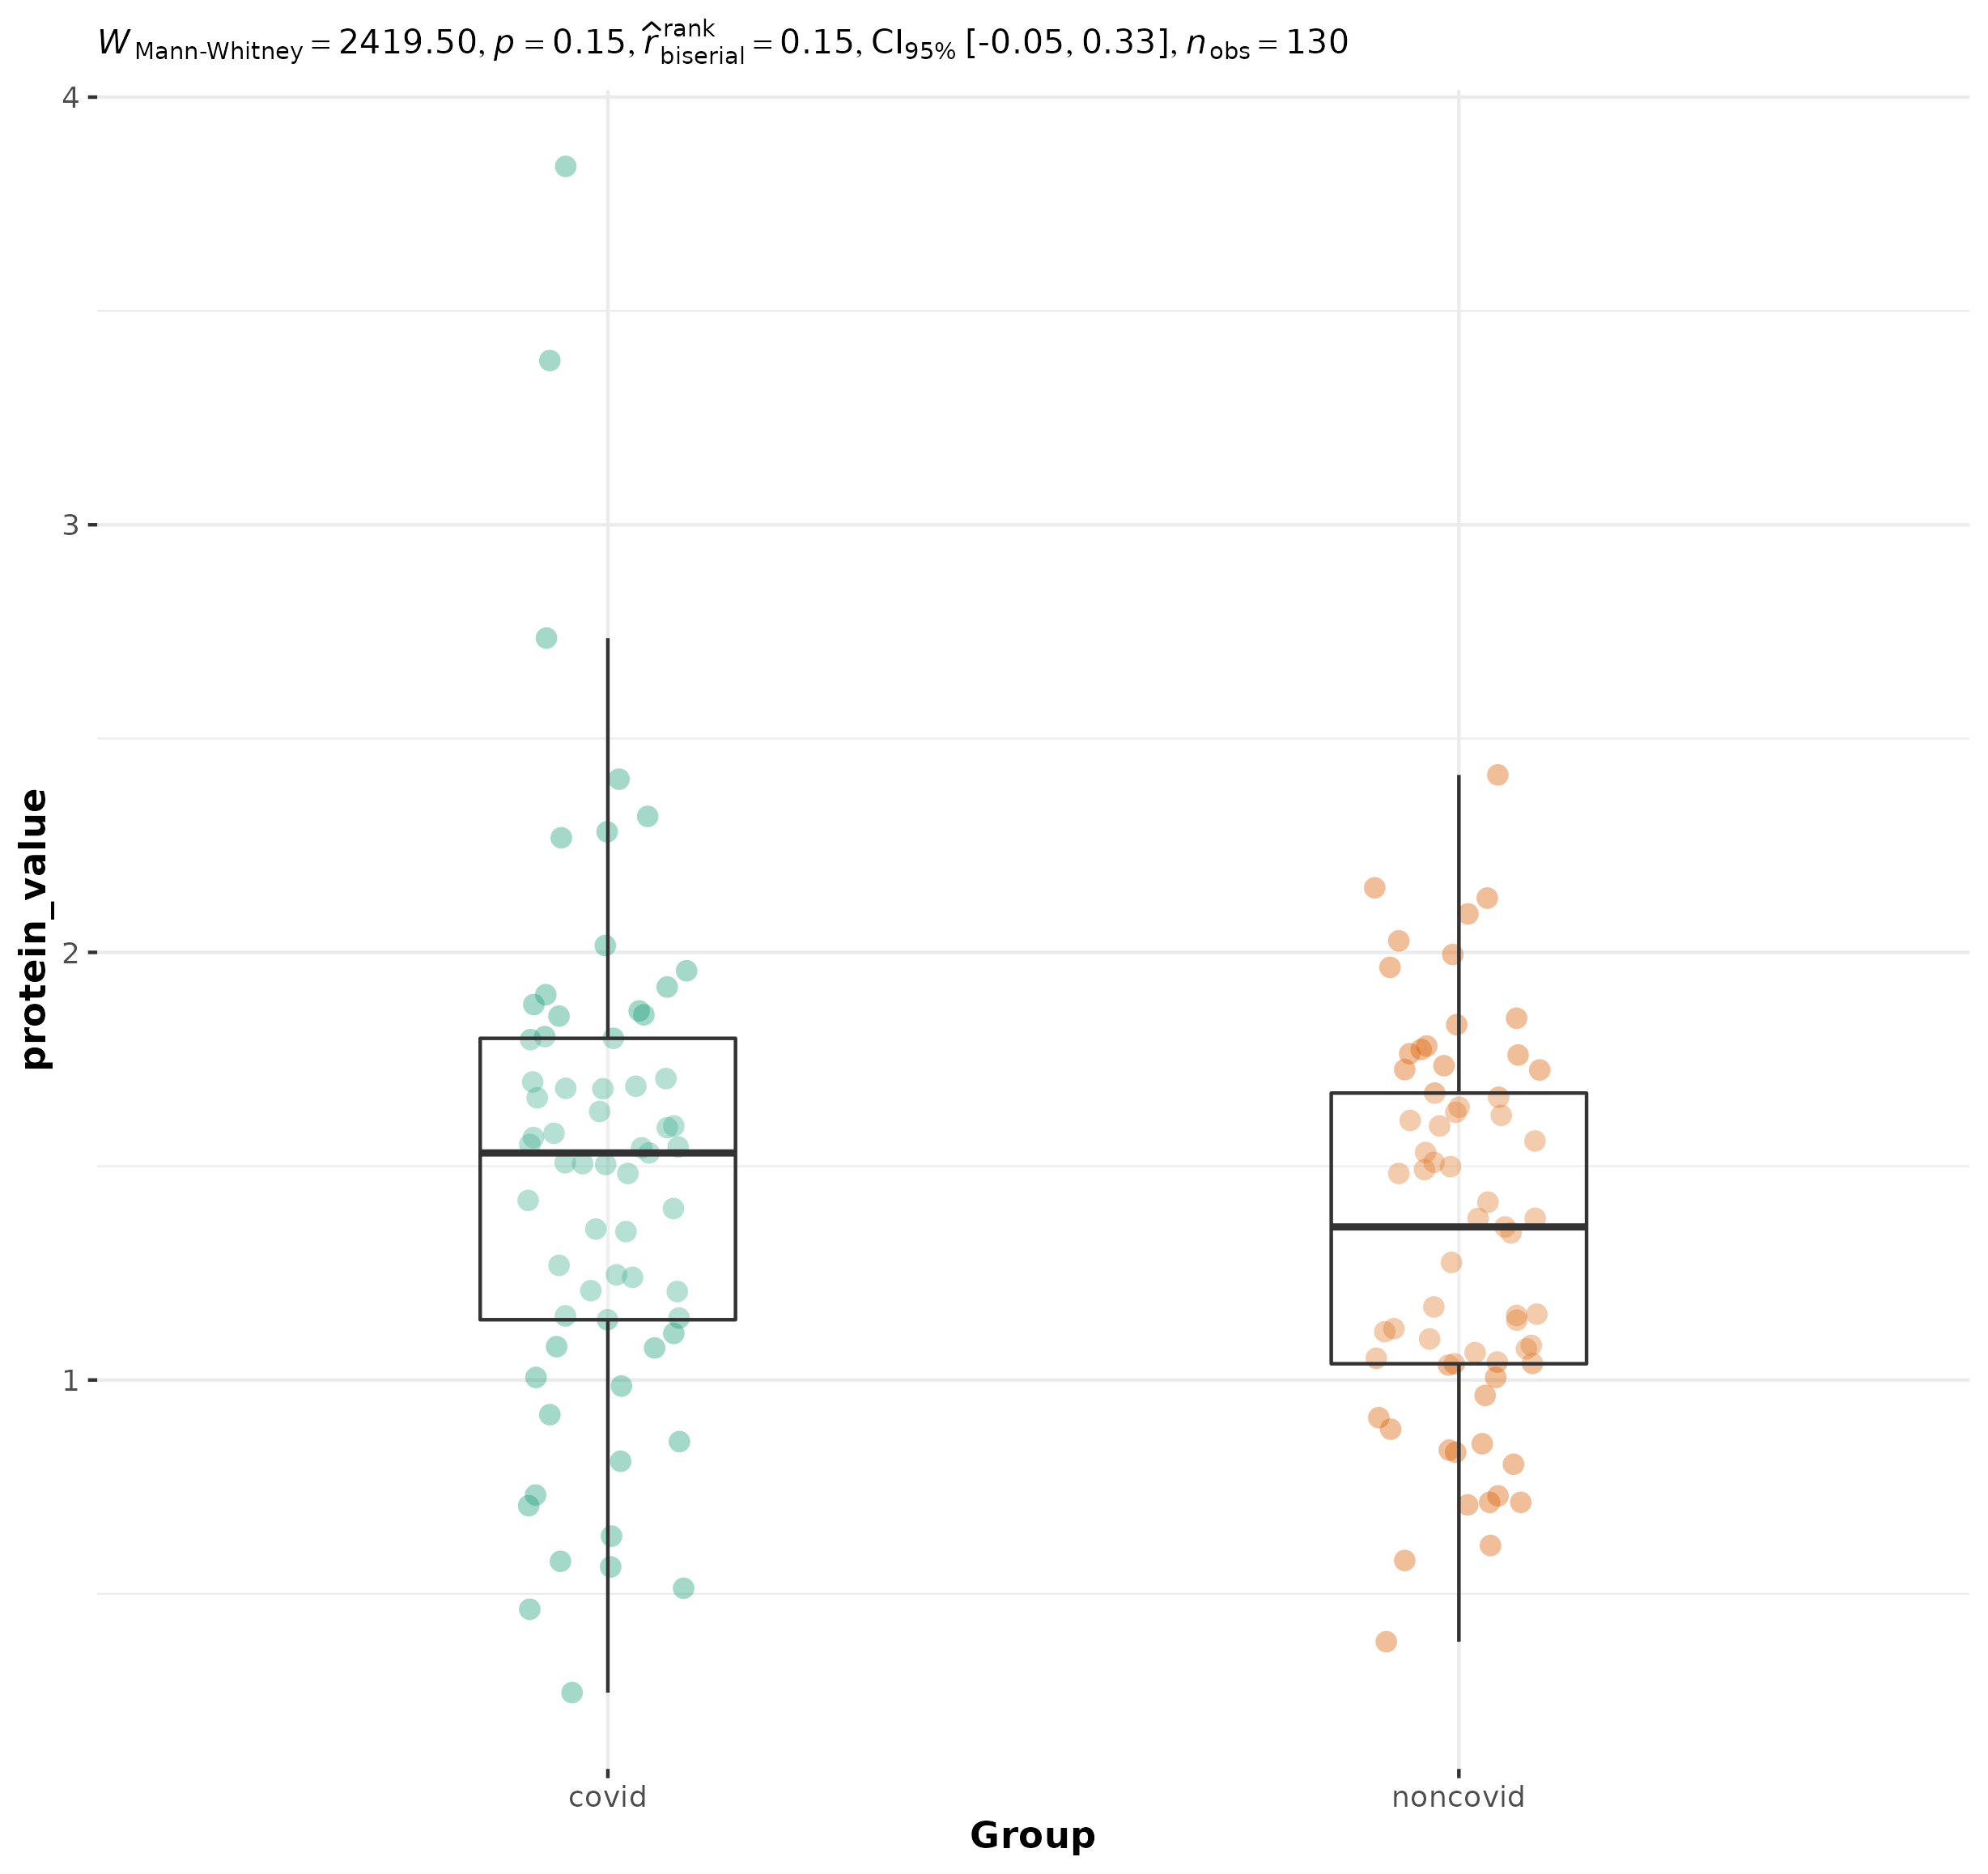 W Mann-Whitney = 2419.50, p = 0.15, r̂ rank biserial = 0.15, CI95% [-0.05, 0.33], nobs = 130
4
3
2
1
protein_value
covid noncovid
Group